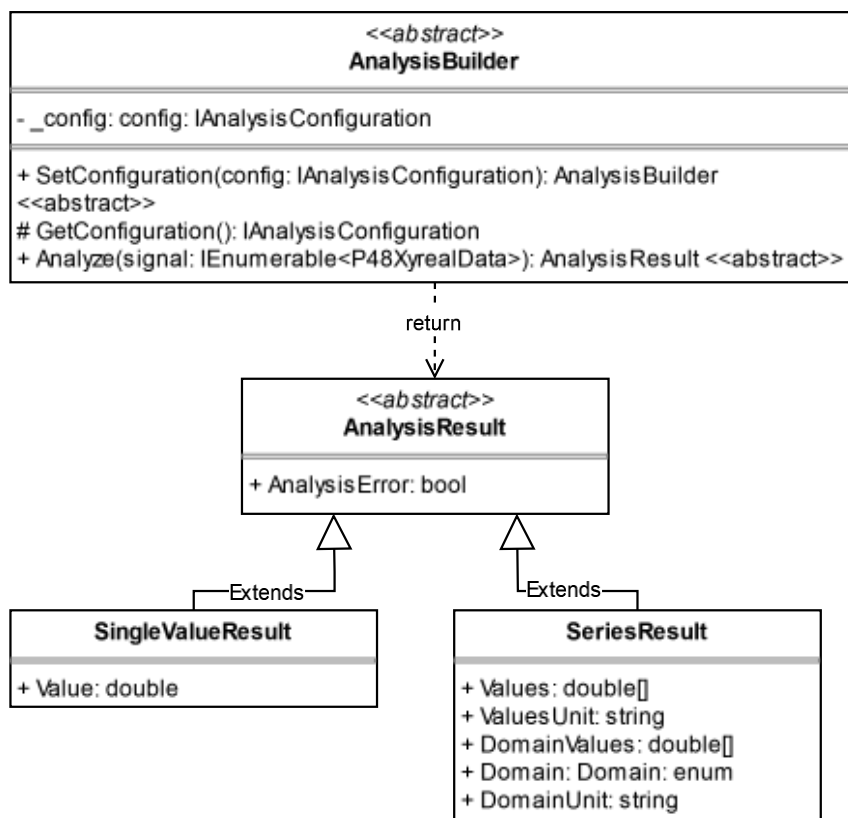 <<abstract>>
AnalysisBuilder
- _config: config: IAnalysisConfiguration
+ SetConfiguration(config: IAnalysisConfiguration): AnalysisBuilder
<<abstract>>
# GetConfiguration(): IAnalysisConfiguration
+ Analyze(signal: IEnumerable<P48XyrealData>): AnalysisResult <<abstract>>
return
<<abstract>>
AnalysisResult
+ AnalysisError: bool
Extends
Extends
SingleValueResult
+ Value: double
SeriesResult
+ Values: double[]
+ ValuesUnit: string
+ DomainValues: double[]
+ Domain: Domain: enum
+ DomainUnit: string